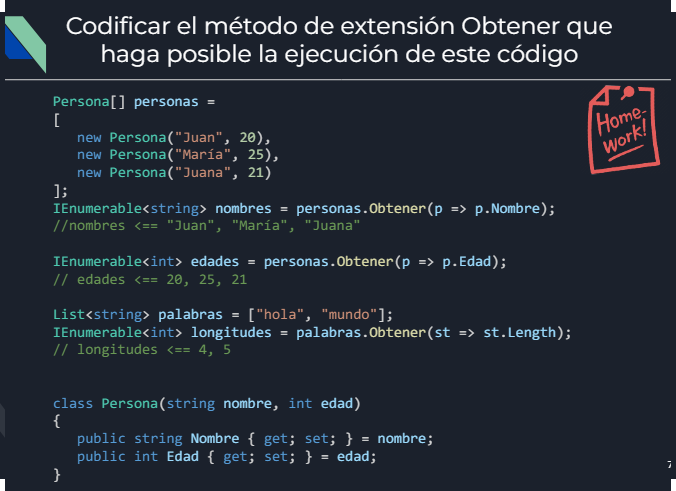 Codificar el método de extensión Obtener que
haga posible la ejecución de este código
Home-
work!
Persona[] personas =
[
new Persona("Juan", 20),
new Persona("María", 25),
new Persona("Juana", 21)
];
IEnumerable<string> nombres = personas.Obtener(p => p.Nombre);
//nombres <== "Juan", "María", "Juana"
IEnumerable<int> edades = personas.Obtener(p => p.Edad);
// edades <== 20, 25, 21
List<string> palabras = ["hola", "mundo"];
IEnumerable<int> longitudes = palabras.Obtener(st => st.Length);
// longitudes <== 4, 5
class Persona(string nombre, int edad)
{
public string Nombre { get; set; } = nombre;
public int Edad { get; set; } = edad;
}